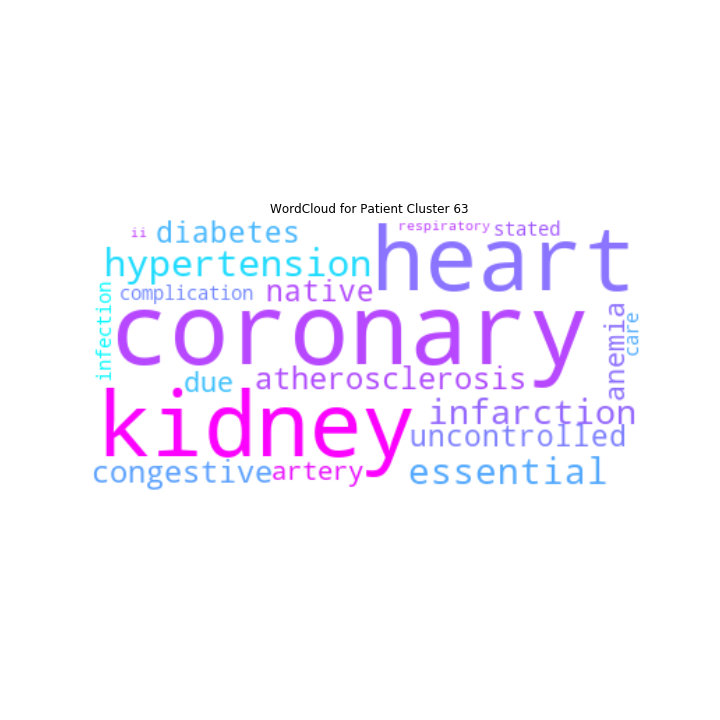 WordCloud for Patient Cluster 63
ii diabetes respiratory stated
hypertension heart
complication native
infection
coronary
anemia
care
due atherosclerosis
kidney infarction
uncontrolled
congestive artery essential